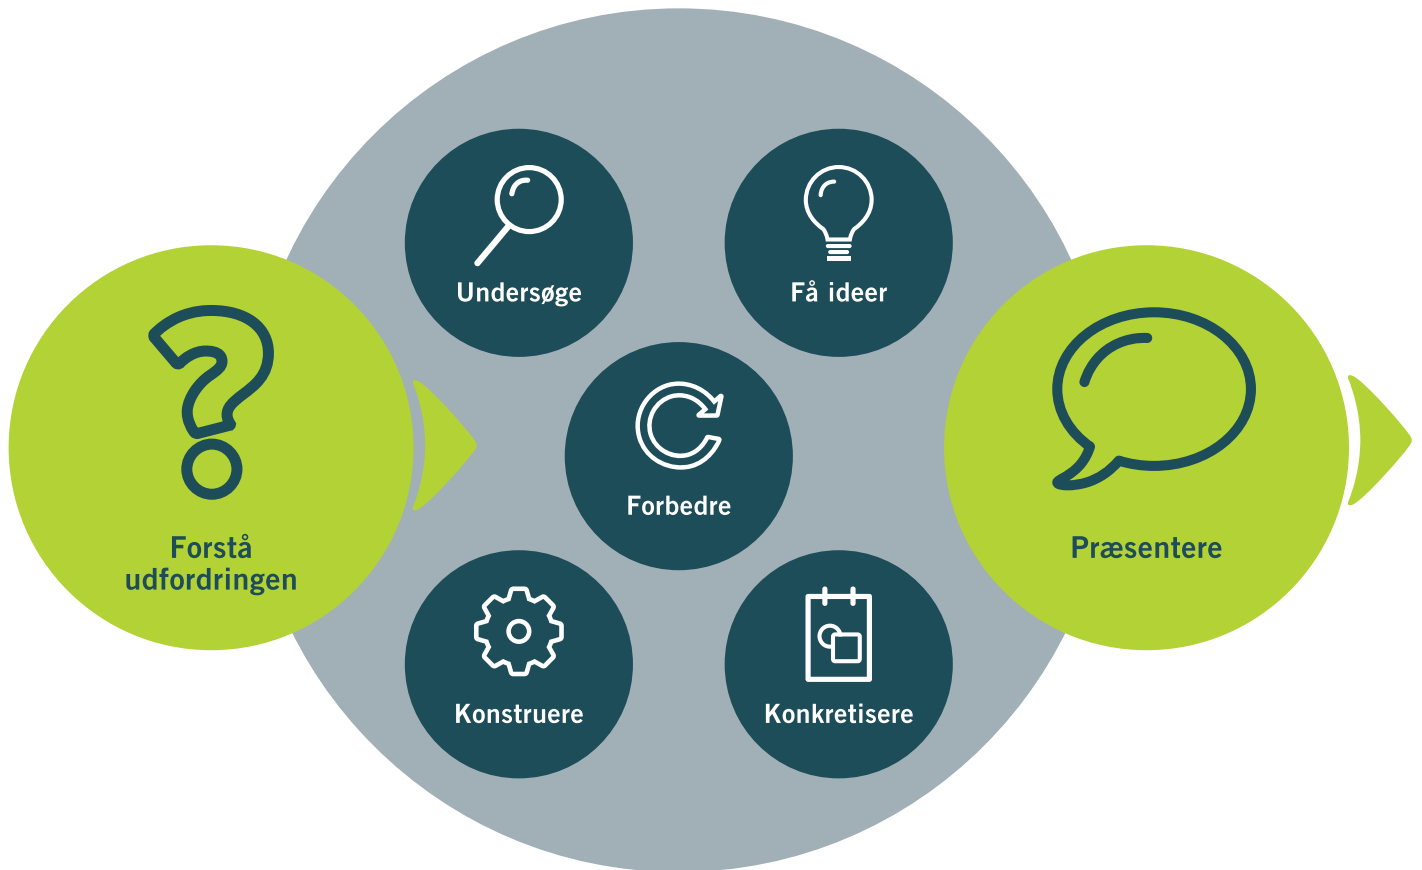 Undersøge
Få ideer
Forstå
udfordringen
Forbedre
Præsentere
Konstruere
Konkretisere